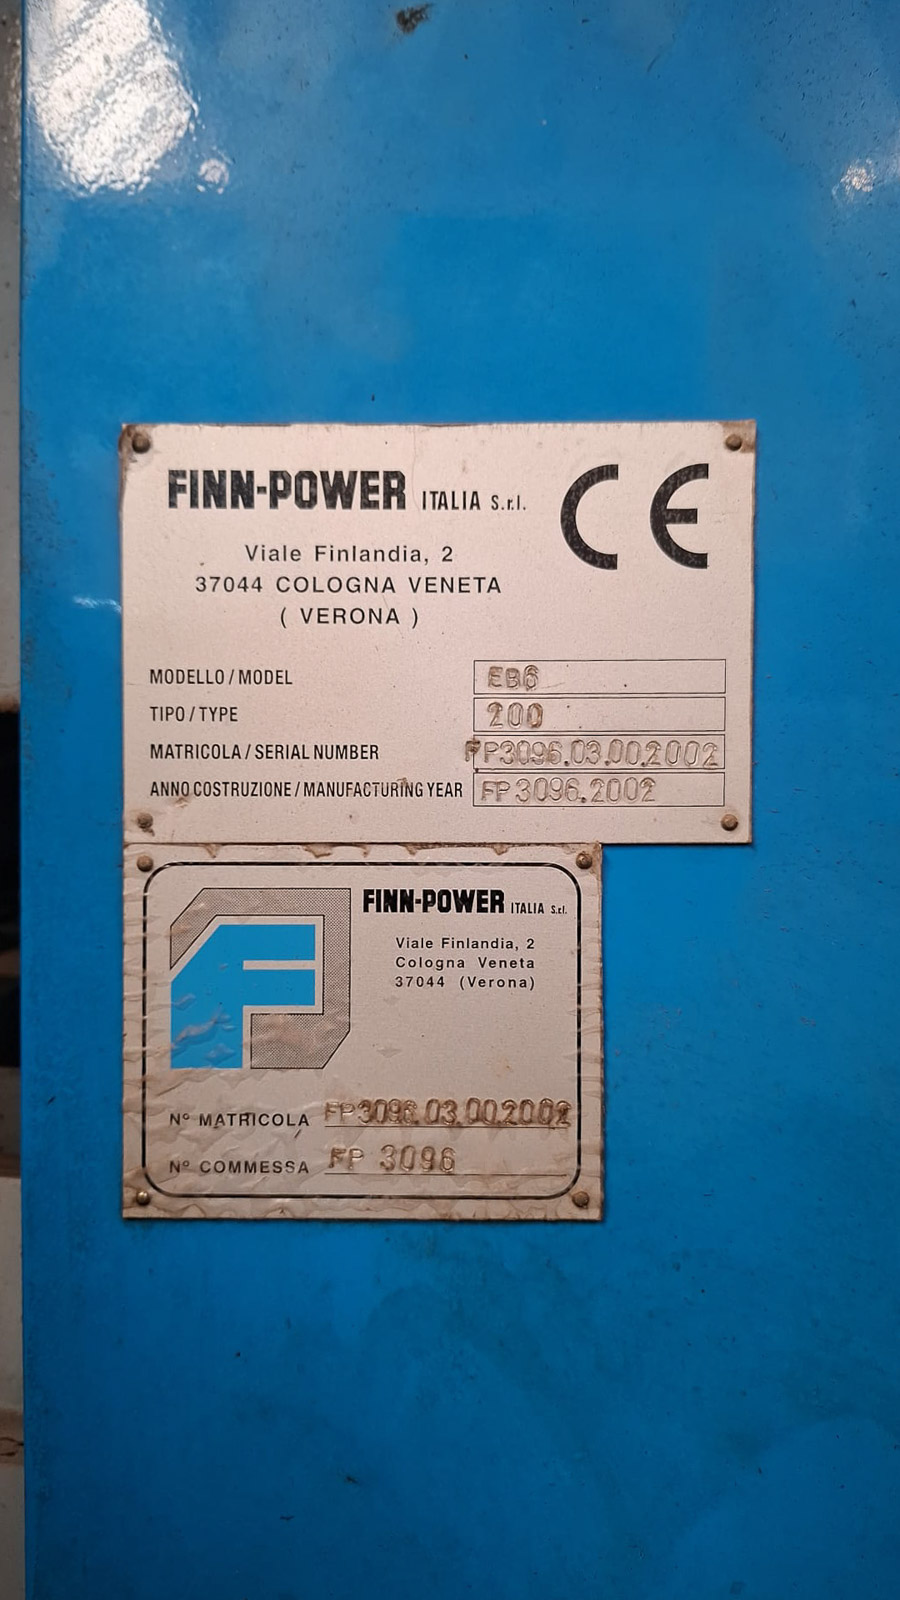 FINN-POWER ITALIA S.r.l.
CE
Viale Finlandia, 2
37044 COLOGNA VENETA
( VERONA )
MODELLO / MODEL EB6
TIPO / TYPE 200
MATRICOLA / SERIAL NUMBER FP3096.03.00.2002
ANNO COSTRUZIONE / MANUFACTURING YEAR FP3096.2002
FINN-POWER ITALIA S.r.l.
Viale Finlandia, 2
Cologna Veneta
37044 (Verona)
N° MATRICOLA FP3096.03.00.2002
N° COMMESSA FP 3096